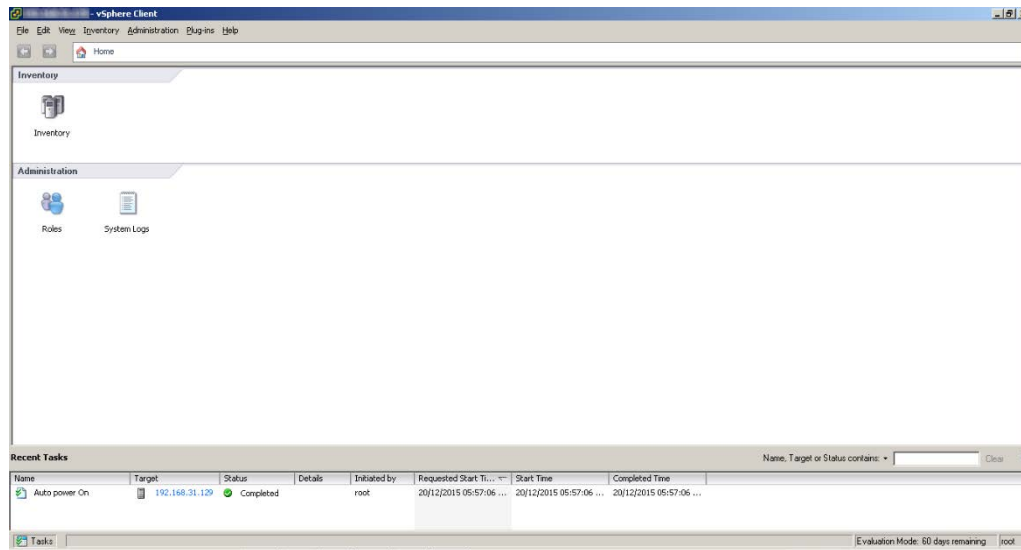 - vSphere Client
File Edit View Inventory Administration Plug-ins Help
Home
Inventory
Inventory
Administration
Roles System Logs
Recent Tasks Name, Target or Status contains: Clear
Name Target Status Details Initiated by Requested Start Ti... Start Time Completed Time
Auto power On 192.168.31.129 Completed root 20/12/2015 05:57:06 ... 20/12/2015 05:57:06 ... 20/12/2015 05:57:06 ...
Tasks Evaluation Mode: 60 days remaining root